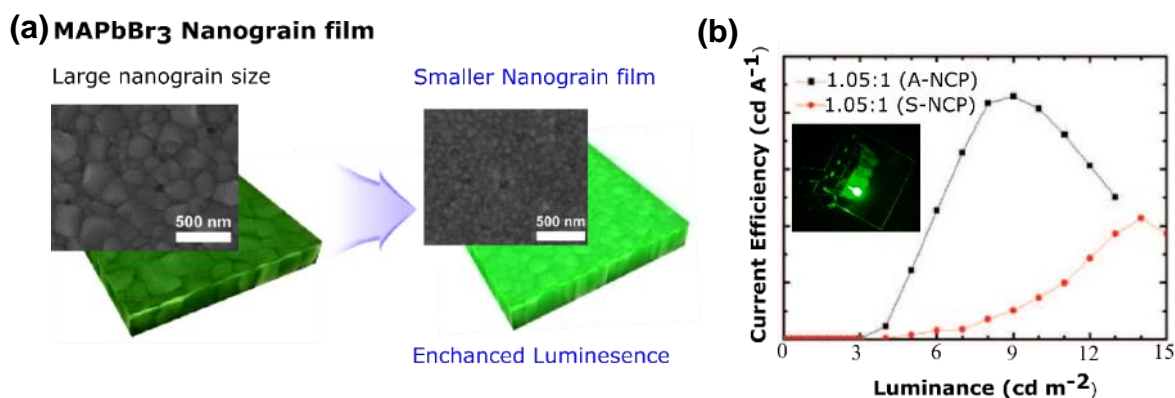 (a) MAPbBr3 Nanograin film
Large nanograin size
500 nm
Smaller Nanograin film
500 nm
Enchanced Luminesence
(b)
Current Efficiency (cd A-1)
1.05:1 (A-NCP)
1.05:1 (S-NCP)
0 3 6 9 12 15
Luminance (cd m-2)